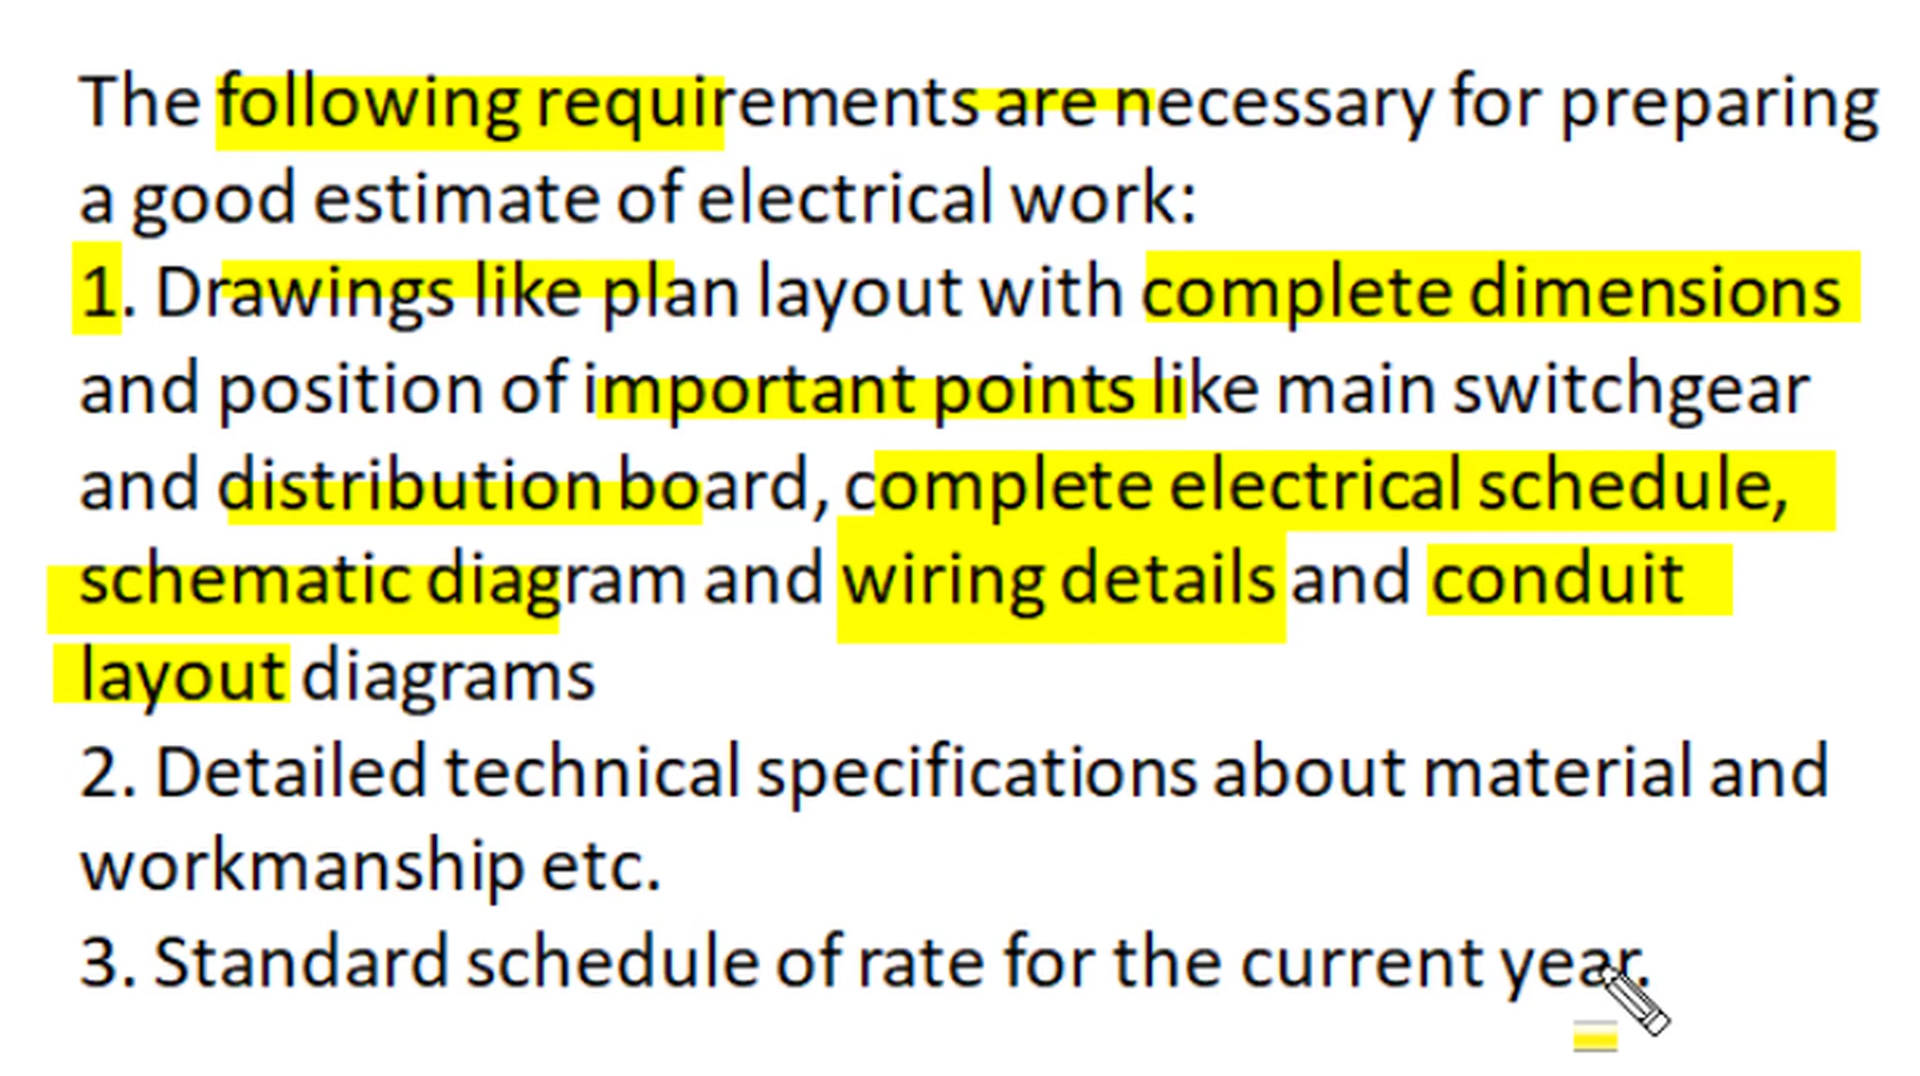 The following requirements are necessary for preparing
a good estimate of electrical work:
1. Drawings like plan layout with complete dimensions
and position of important points like main switchgear
and distribution board, complete electrical schedule,
schematic diagram and wiring details and conduit
layout diagrams
2. Detailed technical specifications about material and
workmanship etc.
3. Standard schedule of rate for the current year.